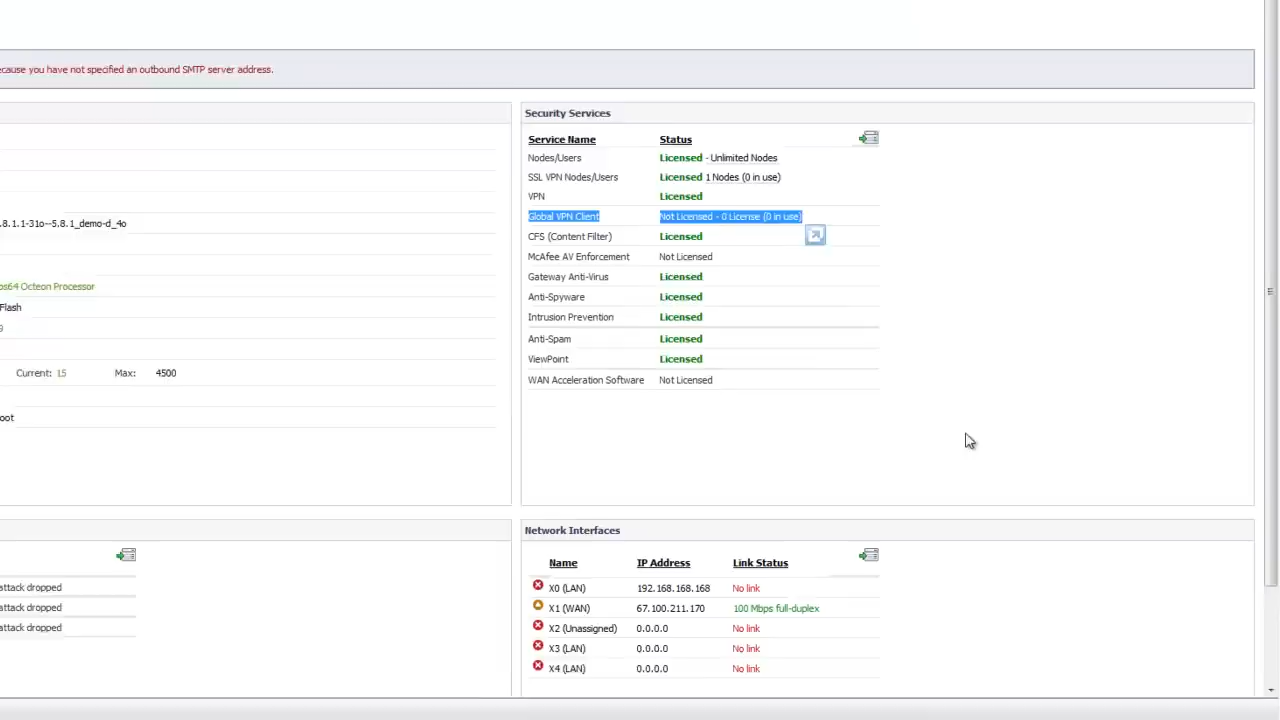 ecause you have not specified an outbound SMTP server address.
Security Services
Service Name Status
Nodes/Users Licensed - Unlimited Nodes
SSL VPN Nodes/Users Licensed 1 Nodes (0 in use)
VPN Licensed
.8.1.1-31o--5.8.1_demo-d_4o
Global VPN Client Not Licensed - 0 License (0 in use)
CFS (Content Filter) Licensed
McAfee AV Enforcement Not Licensed
Gateway Anti-Virus Licensed
ps64 Octeon Processor
Anti-Spyware Licensed
Flash
Intrusion Prevention Licensed
9
Anti-Spam Licensed
ViewPoint Licensed
Current: 15 Max: 4500
WAN Acceleration Software Not Licensed
oot
Network Interfaces
Name IP Address Link Status
attack dropped
X0 (LAN) 192.168.168.168 No link
attack dropped
X1 (WAN) 67.100.211.170 100 Mbps full-duplex
attack dropped
X2 (Unassigned) 0.0.0.0 No link
X3 (LAN) 0.0.0.0 No link
X4 (LAN) 0.0.0.0 No link